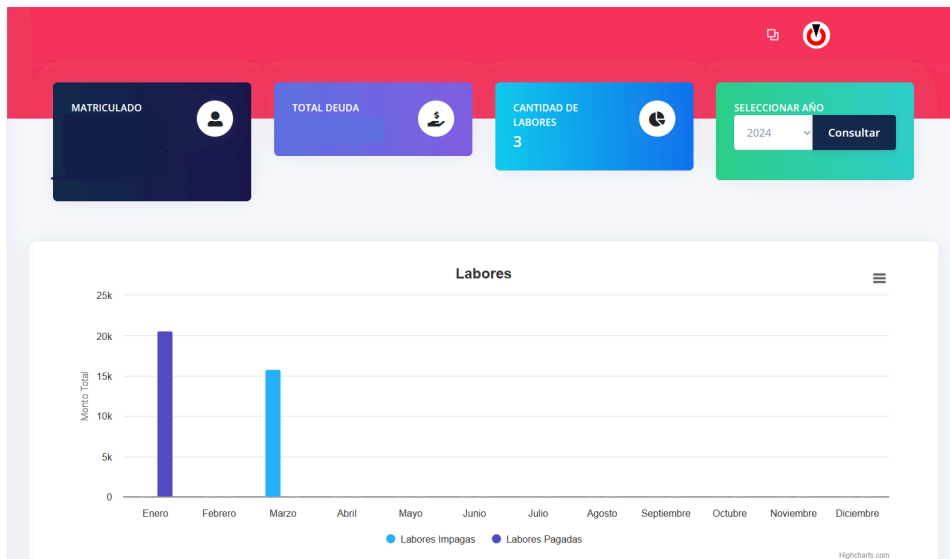 MATRICULADO
TOTAL DEUDA
CANTIDAD DE
LABORES
3
SELECCIONAR AÑO
2024
Consultar
Labores
Monto Total
25k
20k
15k
10k
5k
0
Enero Febrero Marzo Abril Mayo Junio Julio Agosto Septiembre Octubre Noviembre Diciembre
Labores Impagas Labores Pagadas
Highcharts.com